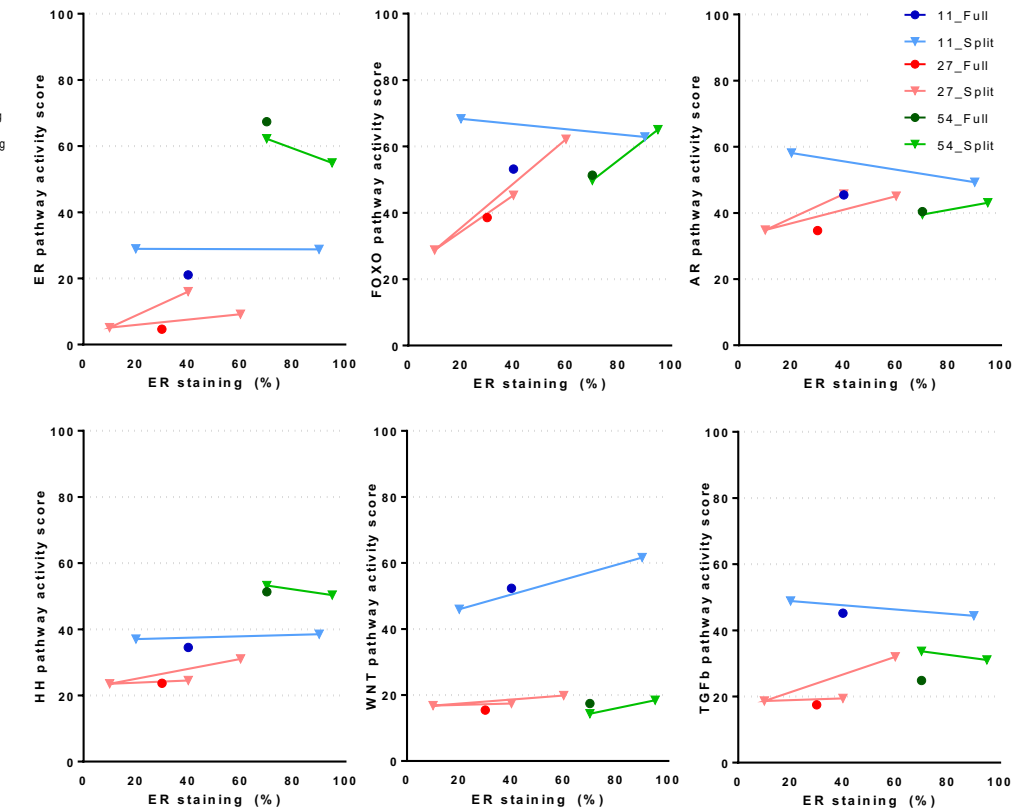 ER pathway activity score
100
80
60
40
20
0
0 20 40 60 80 100
ER staining (%)
FOXO pathway activity score
100
80
60
40
20
0
0 20 40 60 80 100
ER staining (%)
AR pathway activity score
100
80
60
40
20
0
0 20 40 60 80 100
ER staining (%)
11_Full
11_Split
27_Full
27_Split
54_Full
54_Split
g
g
HH pathway activity score
100
80
60
40
20
0
0 20 40 60 80 100
ER staining (%)
WNT pathway activity score
100
80
60
40
20
0
0 20 40 60 80 100
ER staining (%)
TGFb pathway activity score
100
80
60
40
20
0
0 20 40 60 80 100
ER staining (%)